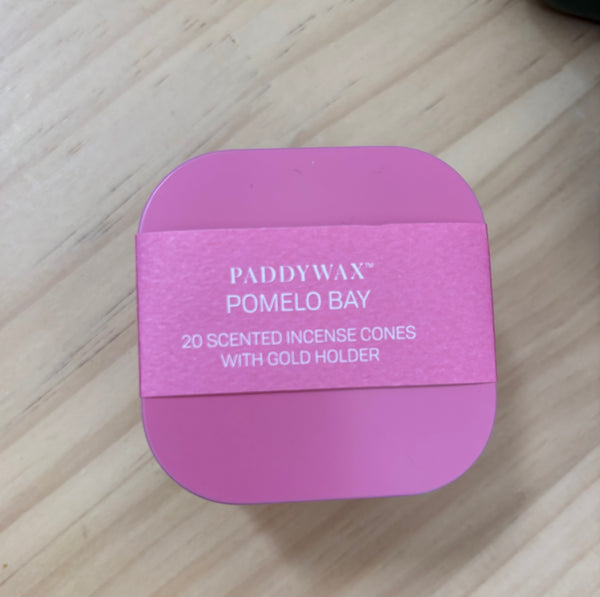 PADDYWAX™
POMELO BAY
20 SCENTED INCENSE CONES
WITH GOLD HOLDER